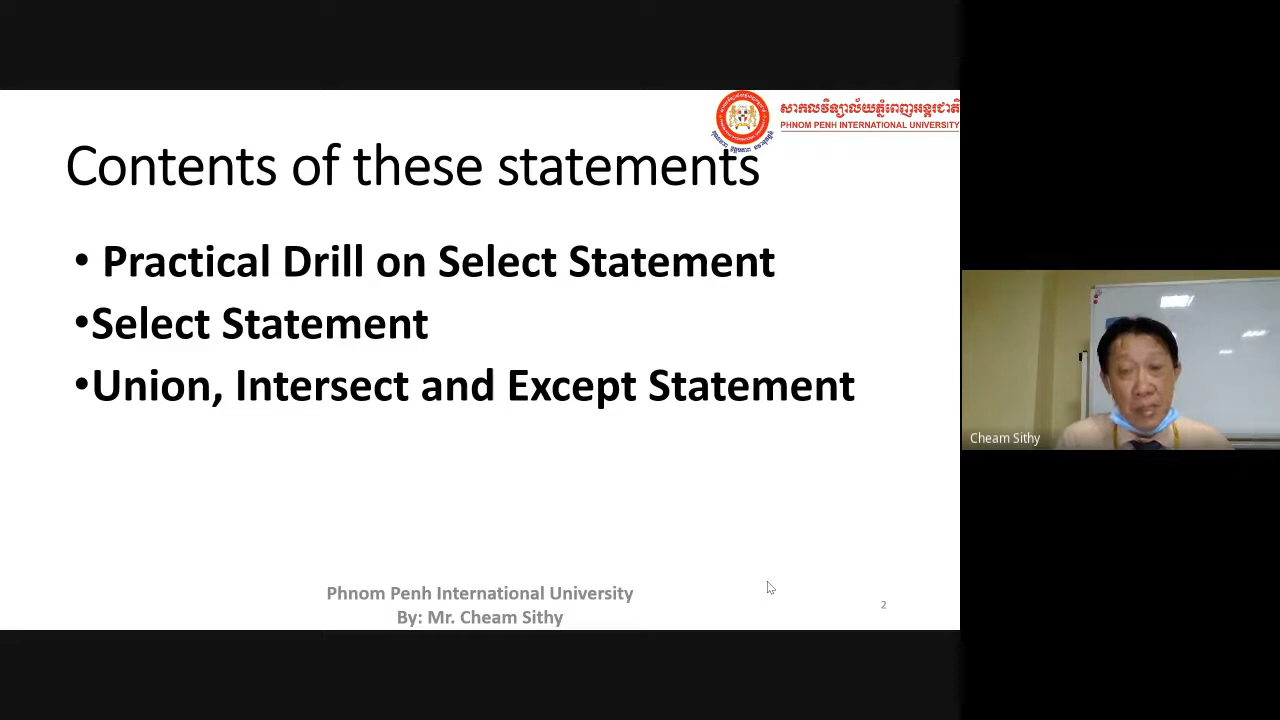 សាកលវិទ្យាល័យភ្នំពេញអន្តរជាតិ
PHNOM PENH INTERNATIONAL UNIVERSITY
Contents of these statements
• Practical Drill on Select Statement
•Select Statement
•Union, Intersect and Except Statement
Cheam Sithy
Phnom Penh International University
By: Mr. Cheam Sithy
2